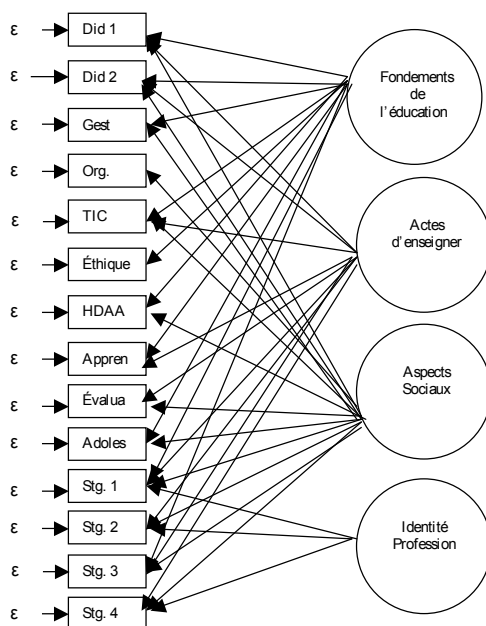 ε Did 1
ε Did 2
ε Gest
ε Org.
ε TIC
ε Éthique
ε HDAA
ε Appren
ε Évalua
ε Adoles
ε Stg. 1
ε Stg. 2
ε Stg. 3
ε Stg. 4
Fondements
de
l'éducation
Actes
d'enseigner
Aspects
Sociaux
Identité
Profession